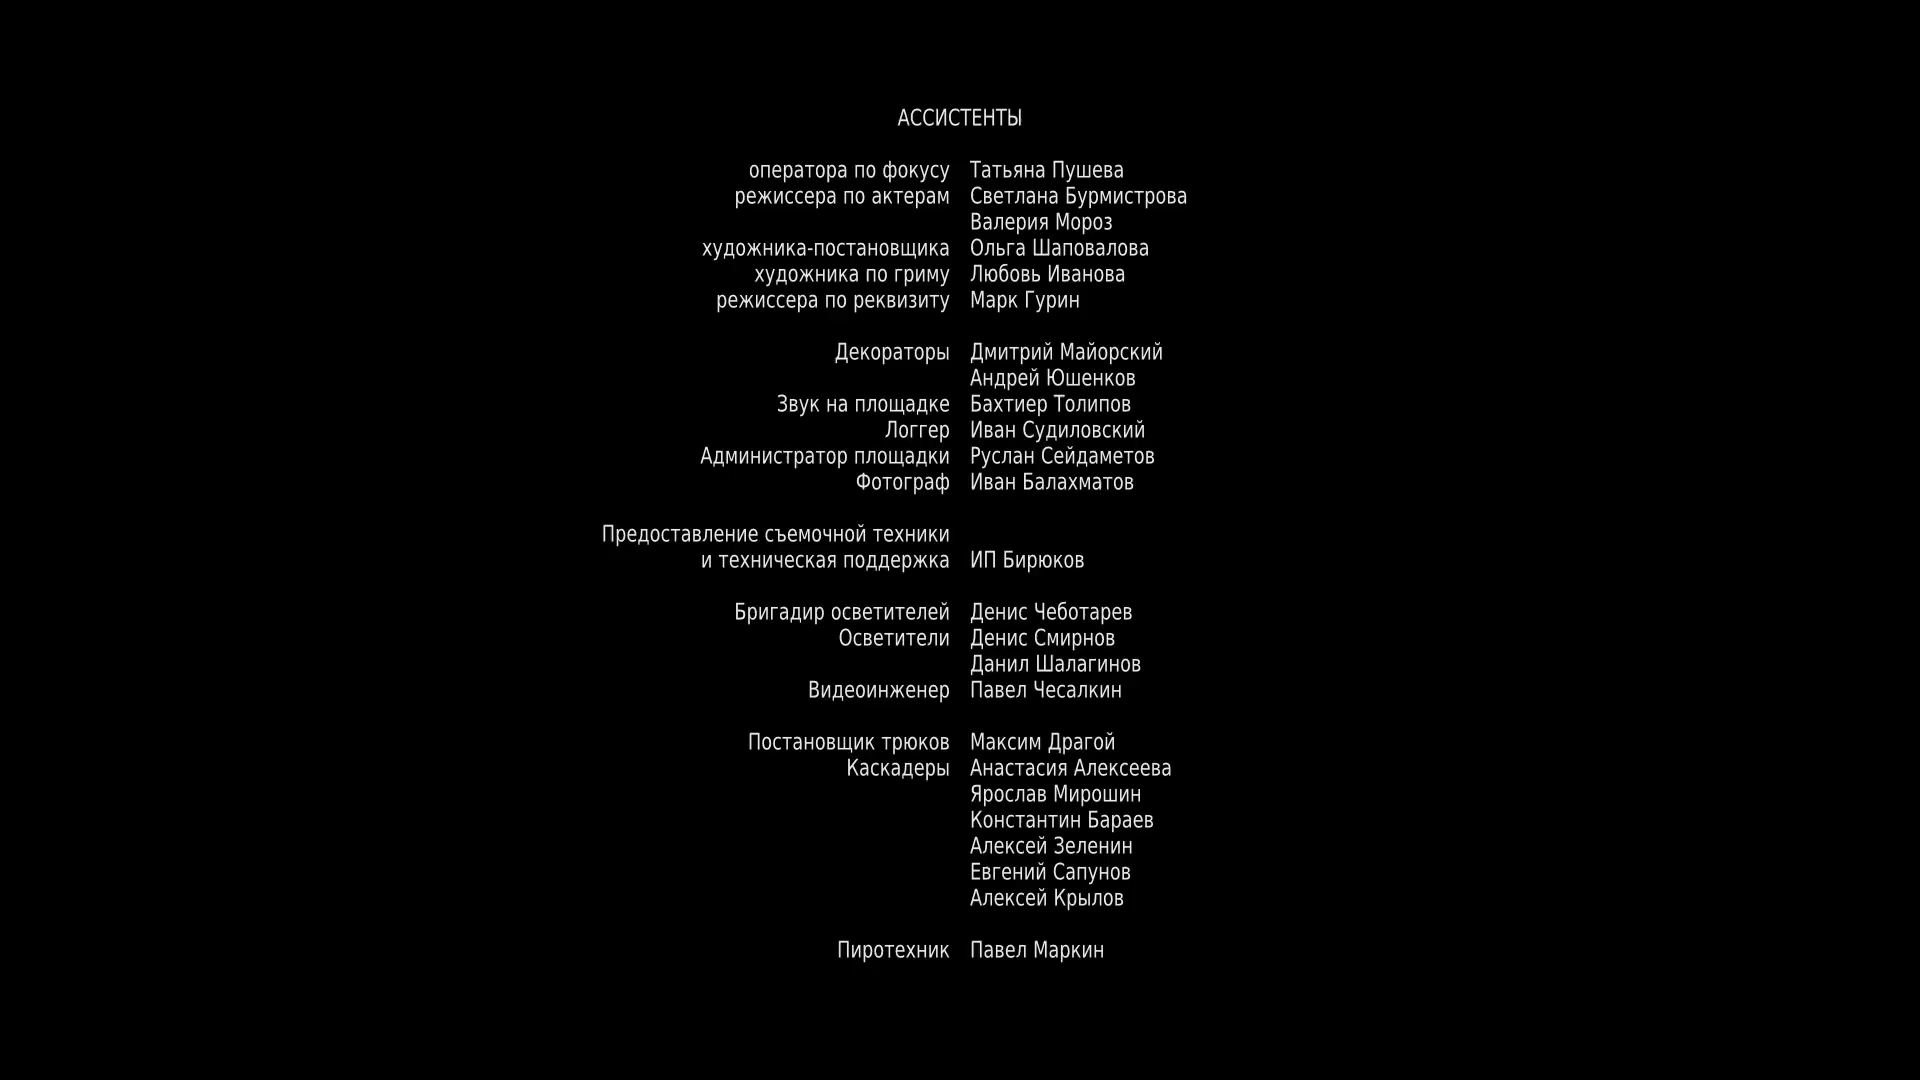 АССИСТЕНТЫ
оператора по фокусу Татьяна Пушева
режиссера по актерам Светлана Бурмистрова
Валерия Мороз
художника-постановщика Ольга Шаповалова
художника по гриму Любовь Иванова
режиссера по реквизиту Марк Гурин
Декораторы Дмитрий Майорский
Андрей Юшенков
Звук на площадке Бахтиер Толипов
Логгер Иван Судиловский
Администратор площадки Руслан Сейдаметов
Фотограф Иван Балахматов
Предоставление съемочной техники
и техническая поддержка ИП Бирюков
Бригадир осветителей Денис Чеботарев
Осветители Денис Смирнов
Данил Шалагинов
Видеоинженер Павел Чесалкин
Постановщик трюков Максим Драгой
Каскадеры Анастасия Алексеева
Ярослав Мирошин
Константин Бараев
Алексей Зеленин
Евгений Сапунов
Алексей Крылов
Пиротехник Павел Маркин